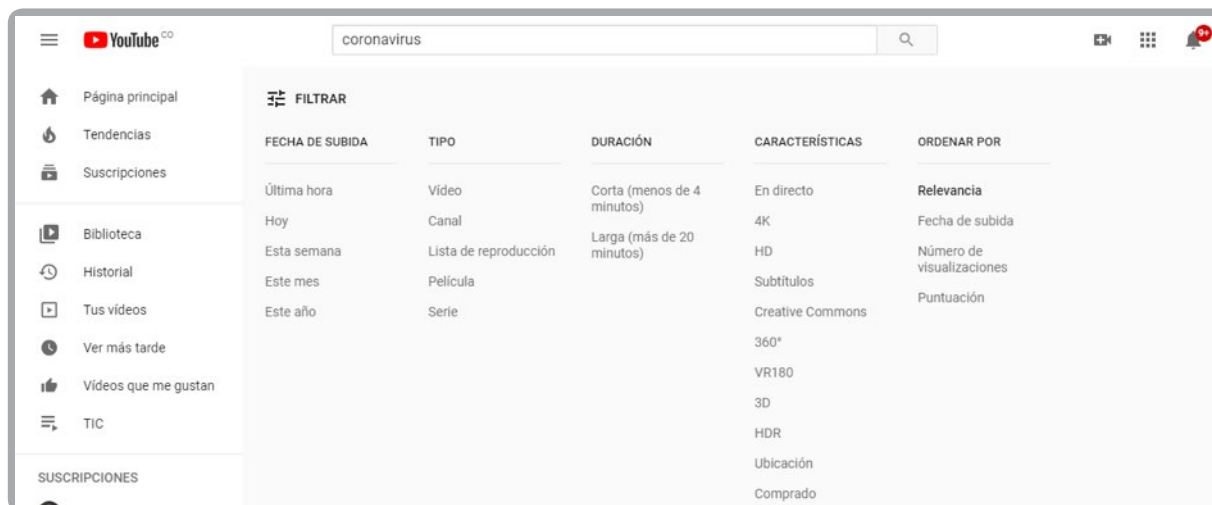 YouTube CO
coronavirus
9+
Página principal
Tendencias
Suscripciones
Biblioteca
Historial
Tus vídeos
Ver más tarde
Vídeos que me gustan
TIC
SUSCRIPCIONES
FILTRAR
FECHA DE SUBIDA
Última hora
Hoy
Esta semana
Este mes
Este año
TIPO
Vídeo
Canal
Lista de reproducción
Película
Serie
DURACIÓN
Corta (menos de 4
minutos)
Larga (más de 20
minutos)
CARACTERÍSTICAS
En directo
4K
HD
Subtítulos
Creative Commons
360°
VR180
3D
HDR
Ubicación
Comprado
ORDENAR POR
Relevancia
Fecha de subida
Número de
visualizaciones
Puntuación